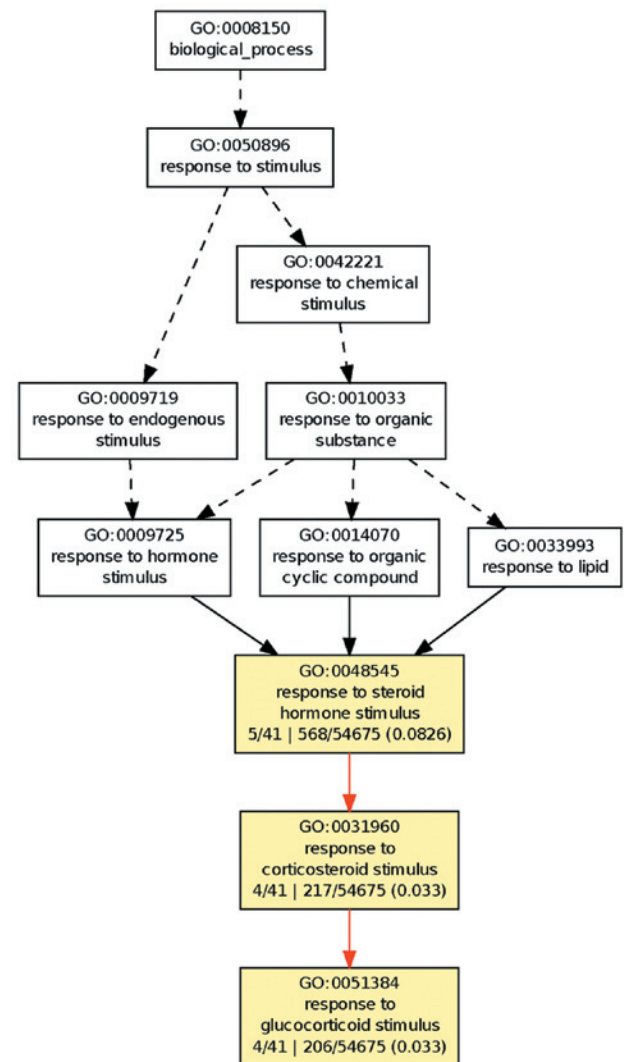 GO:0008150
biological_process
GO:0050896
response to stimulus
GO:0042221
response to chemical
stimulus
GO:0009719
response to endogenous
stimulus
GO:0010033
response to organic
substance
GO:0009725
response to hormone
stimulus
GO:0014070
response to organic
cyclic compound
GO:0033993
response to lipid
GO:0048545
response to steroid
hormone stimulus
5/41 | 568/54675 (0.0826)
GO:0031960
response to
corticosteroid stimulus
4/41 | 217/54675 (0.033)
GO:0051384
response to
glucocorticoid stimulus
4/41 | 206/54675 (0.033)